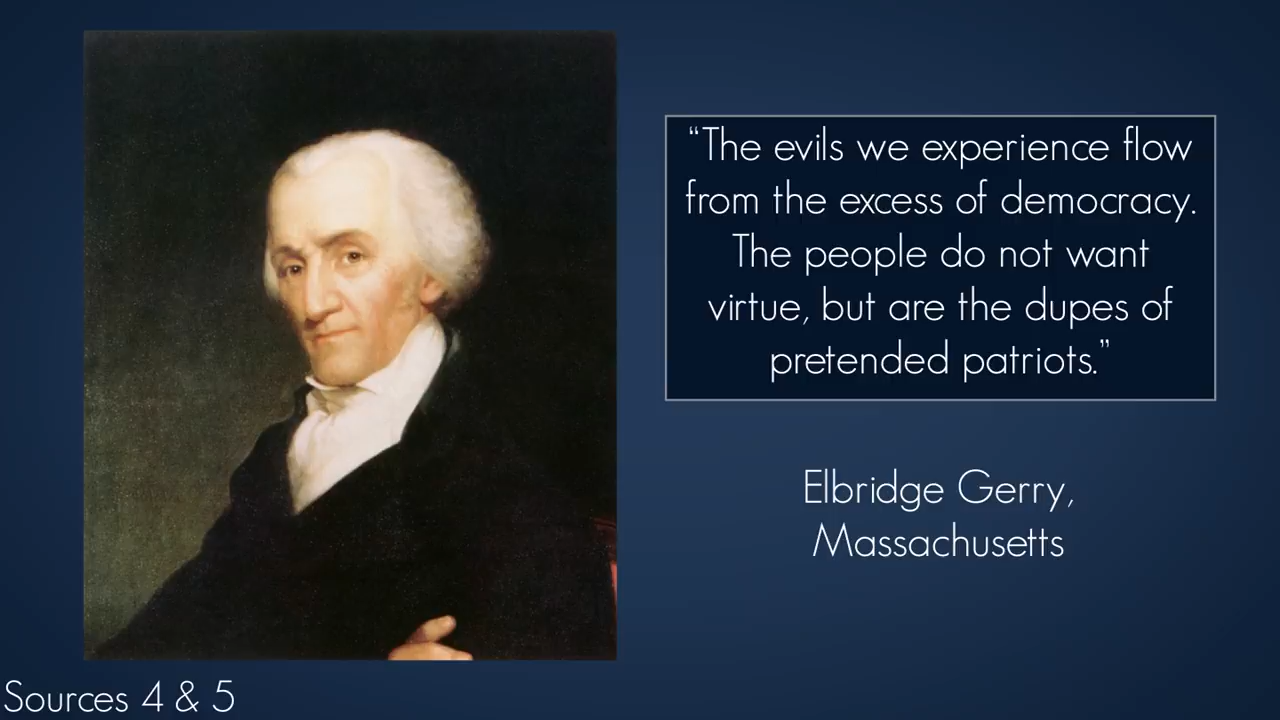 “The evils we experience flow
from the excess of democracy.
The people do not want
virtue, but are the dupes of
pretended patriots.”
Elbridge Gerry,
Massachusetts
Sources 4 & 5